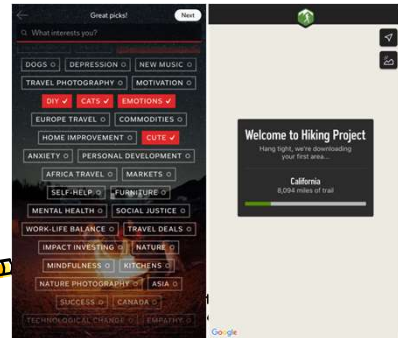 Great picks!
Next
What interests you?
DOGS
DEPRESSION
NEW MUSIC
TRAVEL PHOTOGRAPHY
MOTIVATION
DIY
CATS
EMOTIONS
EUROPE TRAVEL
COMMODITIES
HOME IMPROVEMENT
CUTE
ANXIETY
PERSONAL DEVELOPMENT
AFRICA TRAVEL
MARKETS
SELF-HELP
FURNITURE
MENTAL HEALTH
SOCIAL JUSTICE
WORK-LIFE BALANCE
TRAVEL DEALS
IMPACT INVESTING
NATURE
MINDFULNESS
KITCHENS
NATURE PHOTOGRAPHY
ASIA
SUCCESS
CANADA
TECHNOLOGICAL CHANGE
EMPATHY
Welcome to Hiking Project
Hang tight, we're downloading
your first area...
California
8,094 miles of trail
Google